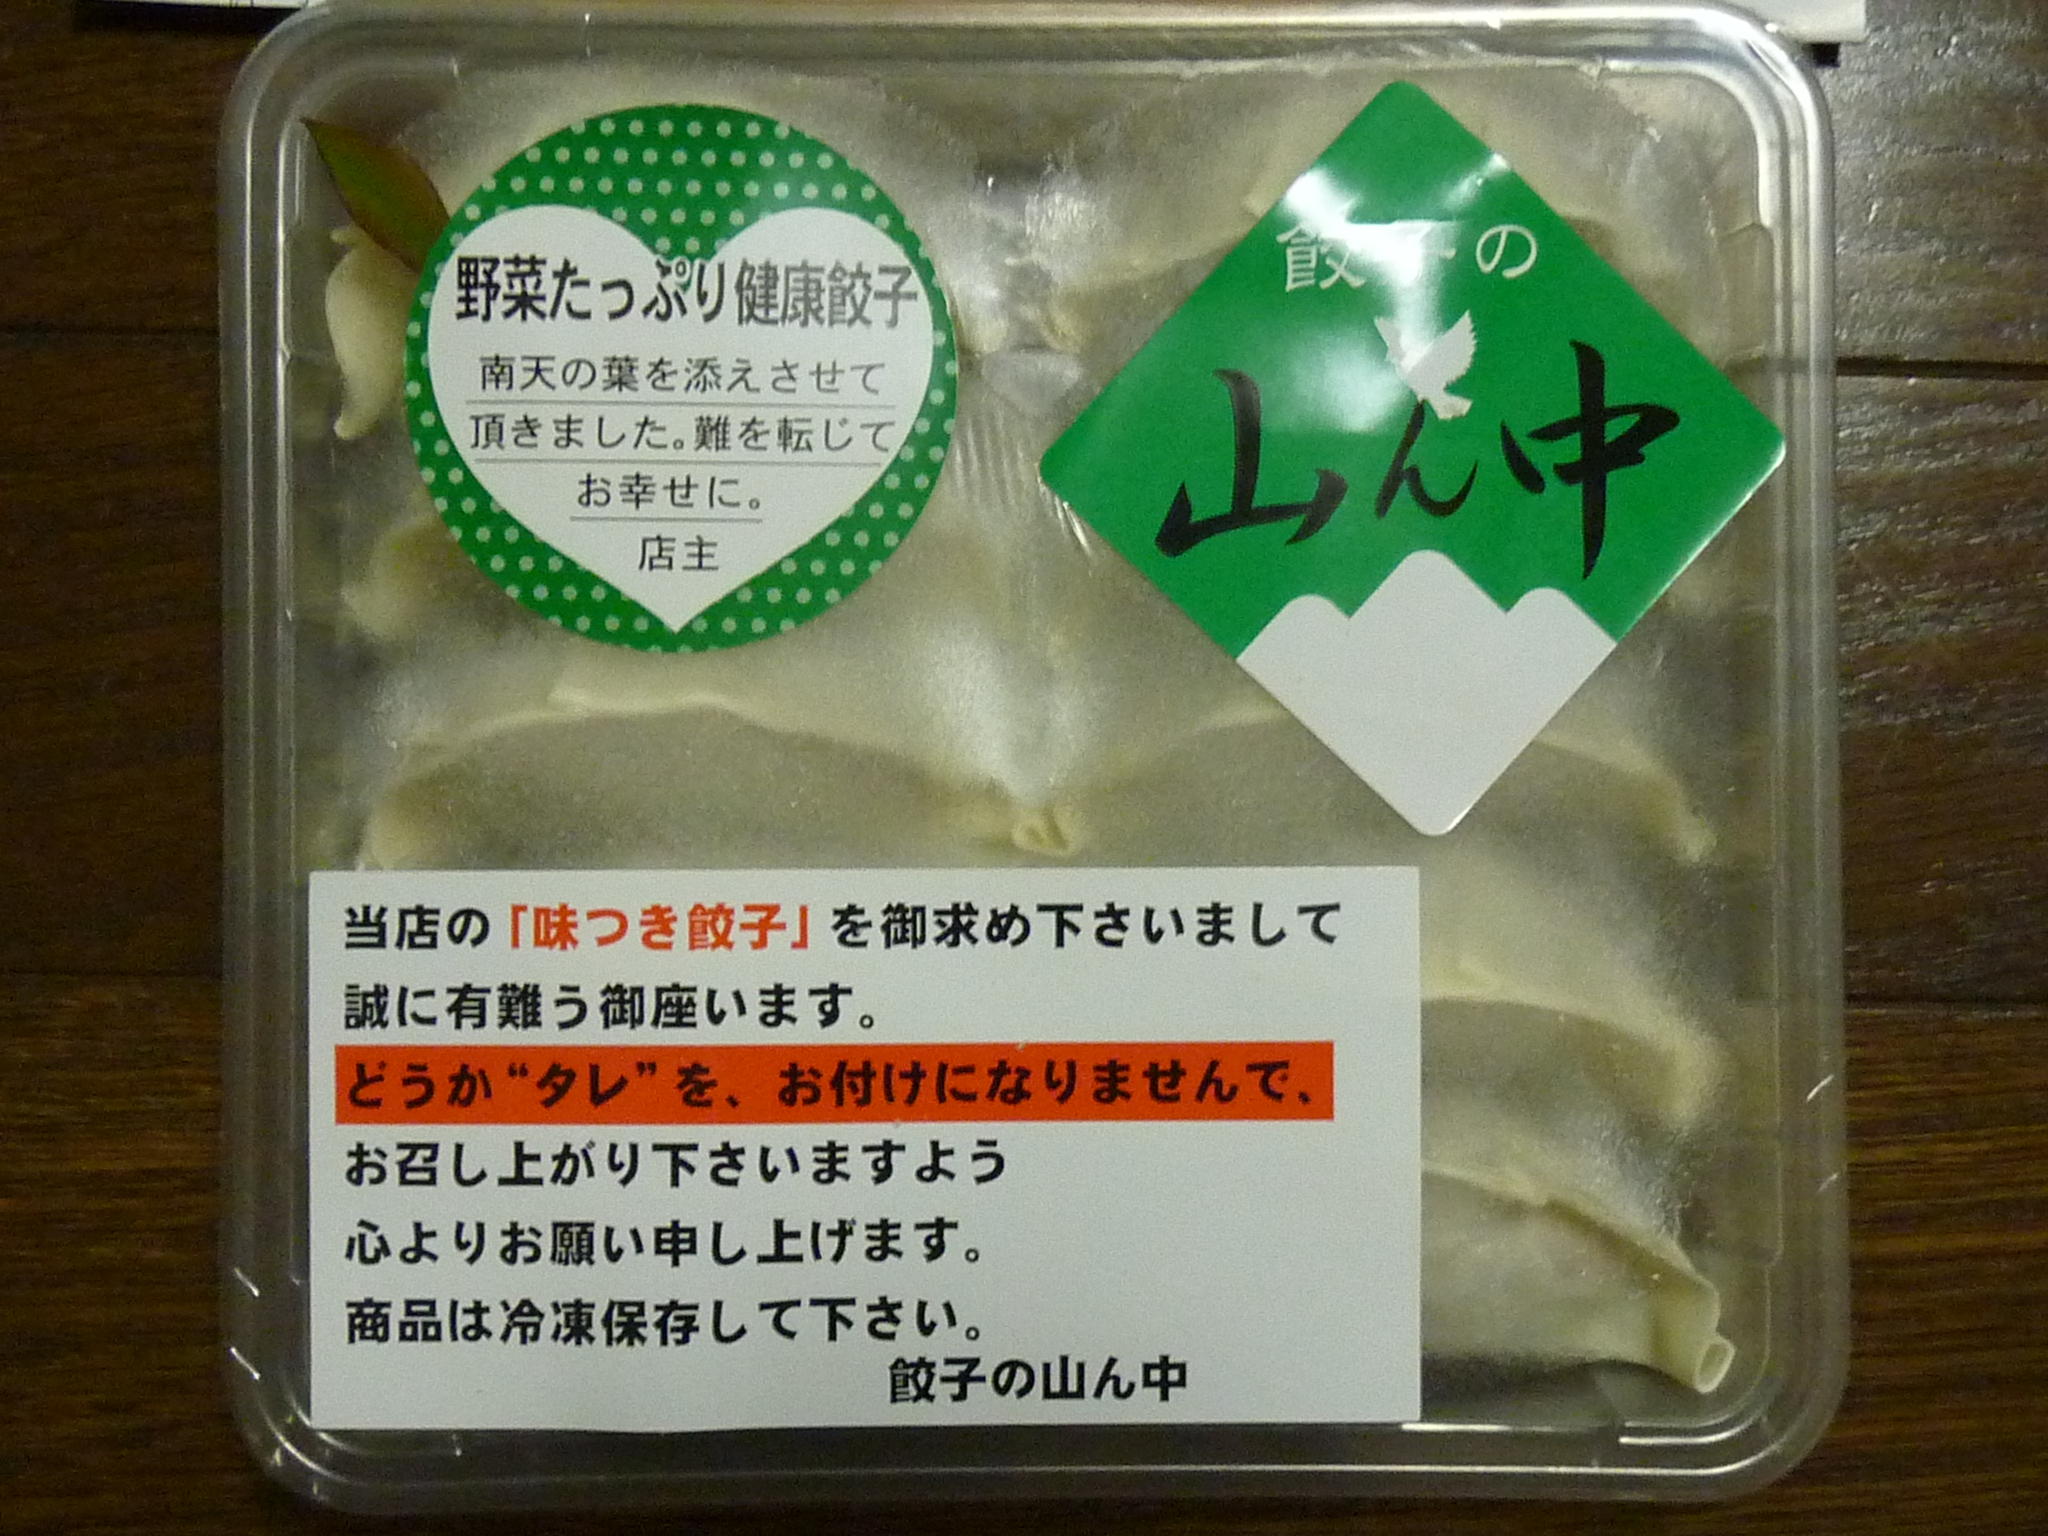 野菜たっぷり健康餃子
南天の葉を添えさせて
頂きました。難を転じて
お幸せに。
店主
餃子の
山ん中
当店の「味つき餃子」を御求め下さいまして
誠に有難う御座います。
どうか“タレ”を、お付けになりませんで、
お召し上がり下さいますよう
心よりお願い申し上げます。
商品は冷凍保存して下さい。
餃子の山ん中